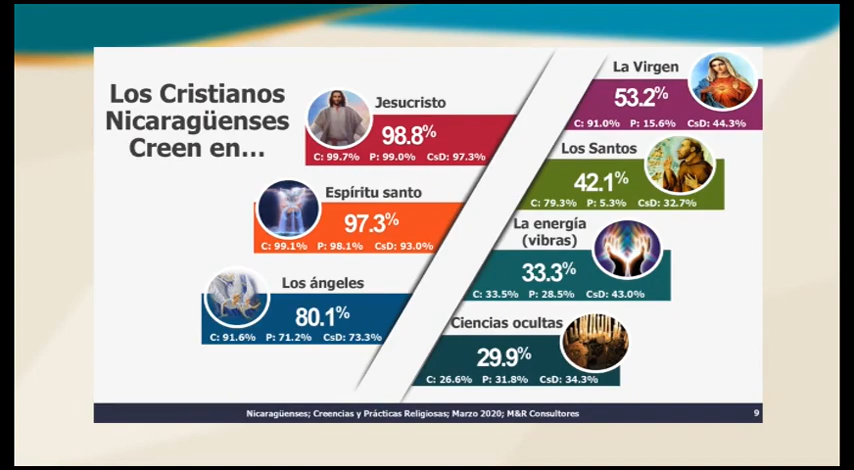 Los Cristianos
Nicaragüenses
Creen en...
Jesucristo
98.8%
C: 99.7% P: 99.0% CsD: 97.3%
Espíritu santo
97.3%
C: 99.1% P: 98.1% CsD: 93.0%
Los ángeles
80.1%
C: 91.6% P: 71.2% CsD: 73.3%
La Virgen
53.2%
C: 91.0% P: 15.6% CsD: 44.3%
Los Santos
42.1%
C: 79.3% P: 5.3% CsD: 32.7%
La energía
(vibras)
33.3%
C: 33.5% P: 28.5% CsD: 43.0%
Ciencias ocultas
29.9%
C: 26.6% P: 31.8% CsD: 34.3%
Nicaragüenses; Creencias y Prácticas Religiosas; Marzo 2020; M&R Consultores
9